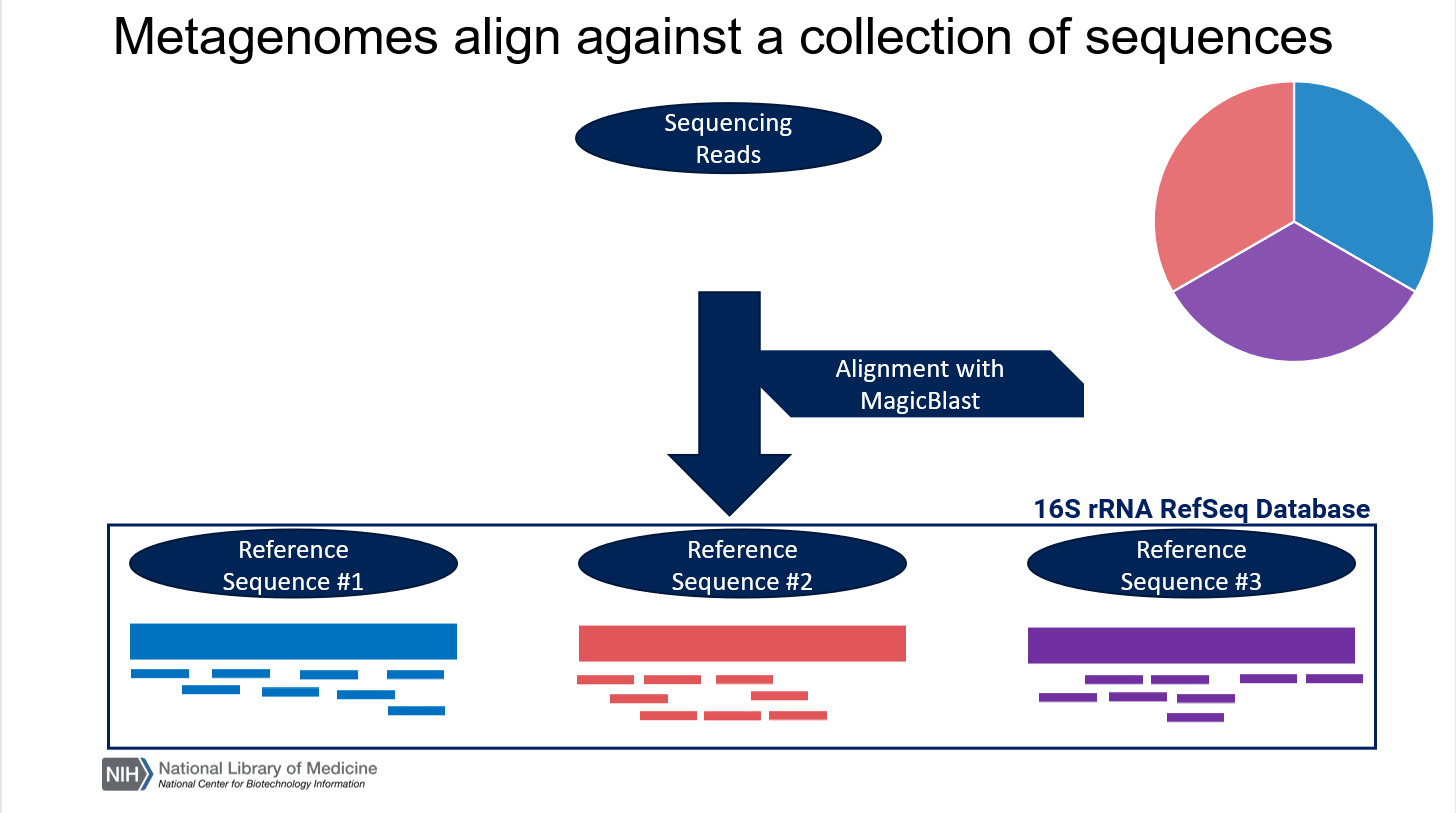 Metagenomes align against a collection of sequences
Sequencing
Reads
Alignment with
MagicBlast
16S rRNA RefSeq Database
Reference
Sequence #1
Reference
Sequence #2
Reference
Sequence #3
NIH
National Library of Medicine
National Center for Biotechnology Information